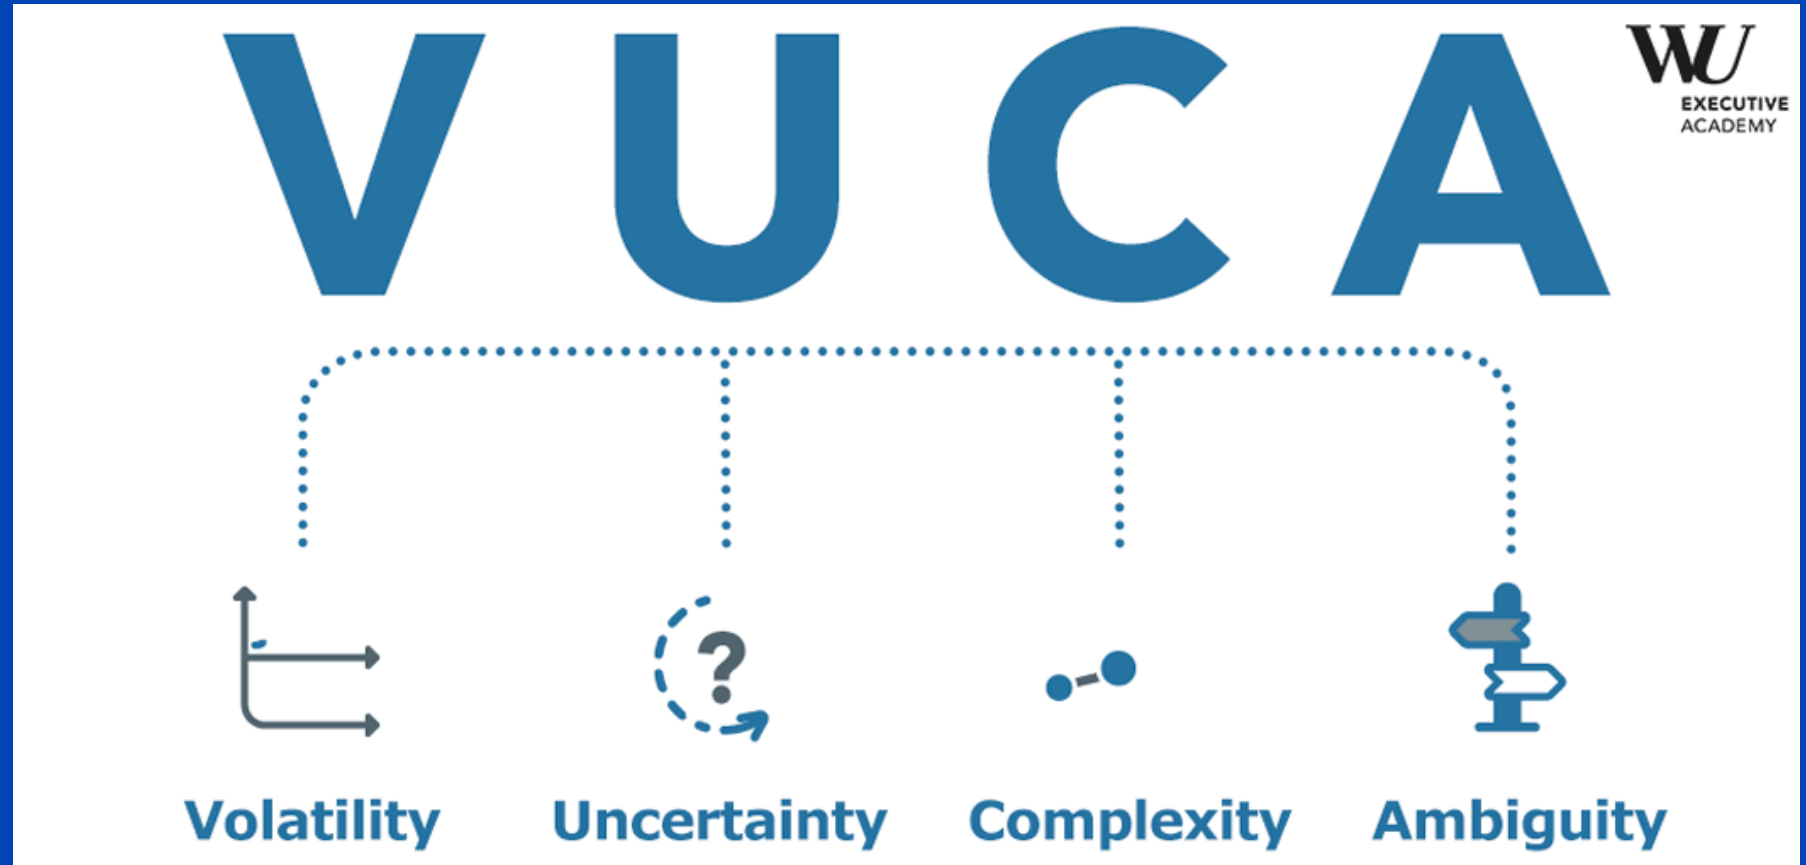 VUCA
WU
EXECUTIVE
ACADEMY
?
Volatility Uncertainty Complexity Ambiguity